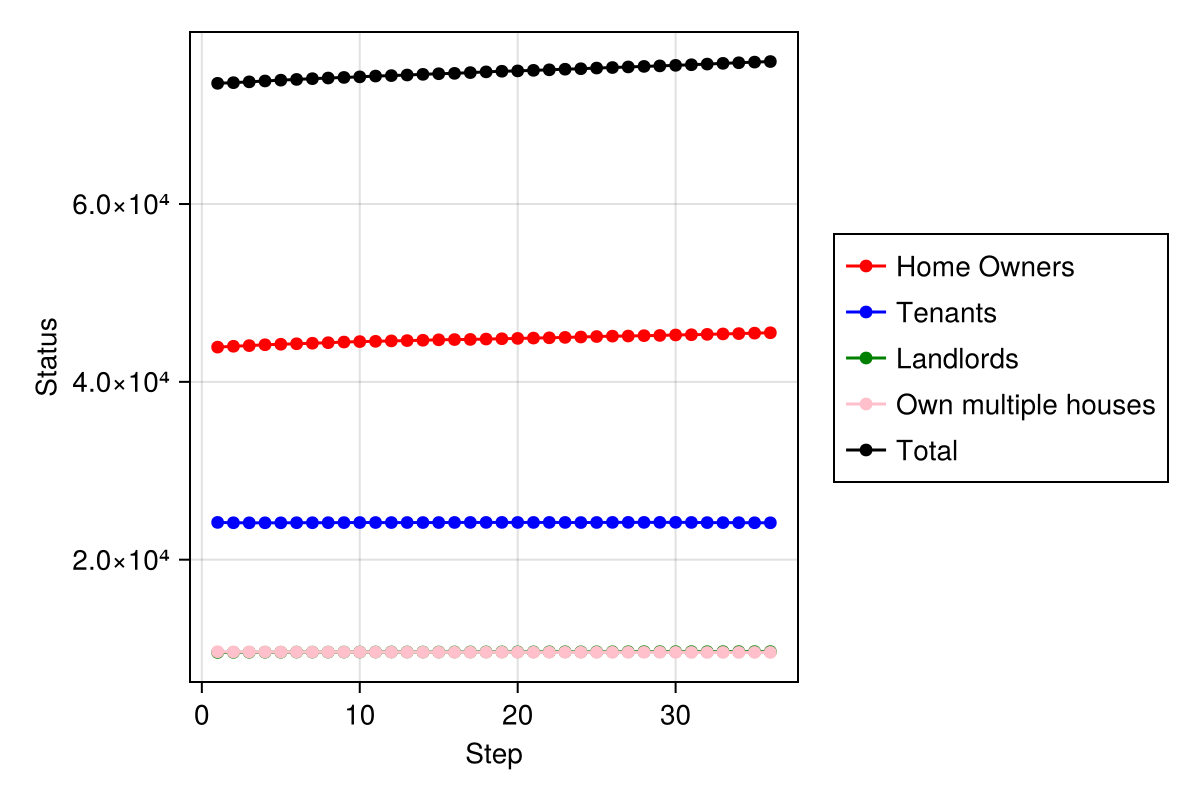 Status
6.0×10⁴
4.0×10⁴
2.0×10⁴
0 10 20 30
Step
Home Owners
Tenants
Landlords
Own multiple houses
Total